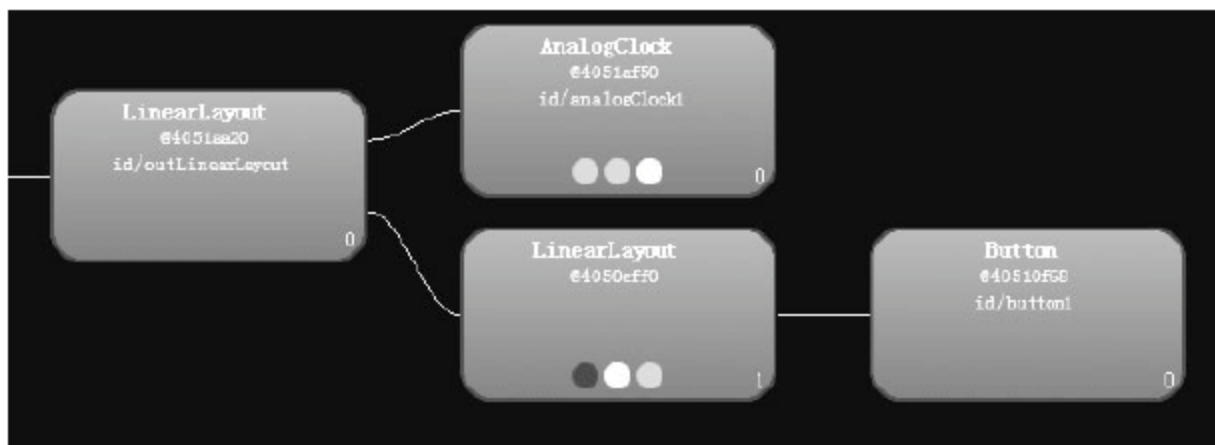 LinearLayout
@4051aa20
id/outLinearLayout
0
AnalogClock
@4051af50
id/analogClock1
0
LinearLayout
@4050eff0
1
Button
@40510f58
id/button1
0